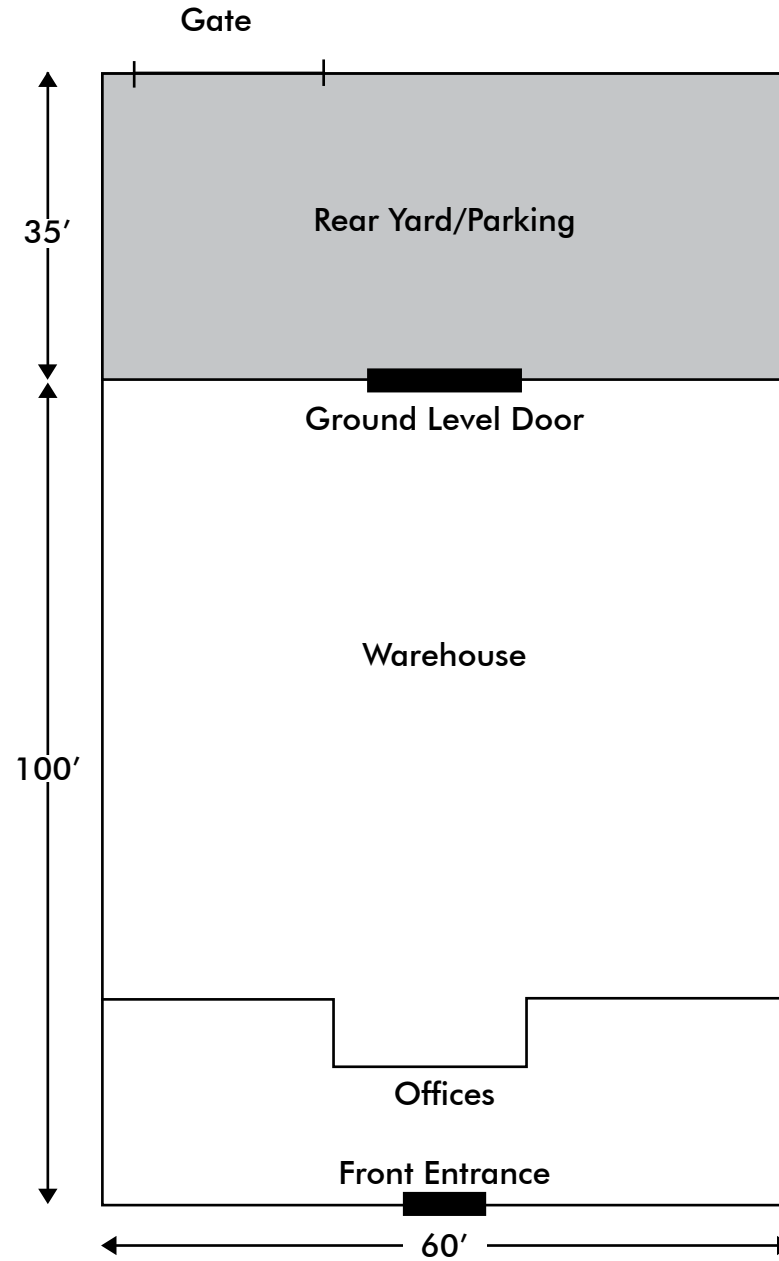 Gate
35′
Rear Yard/Parking
Ground Level Door
Warehouse
100′
Offices
Front Entrance
60′